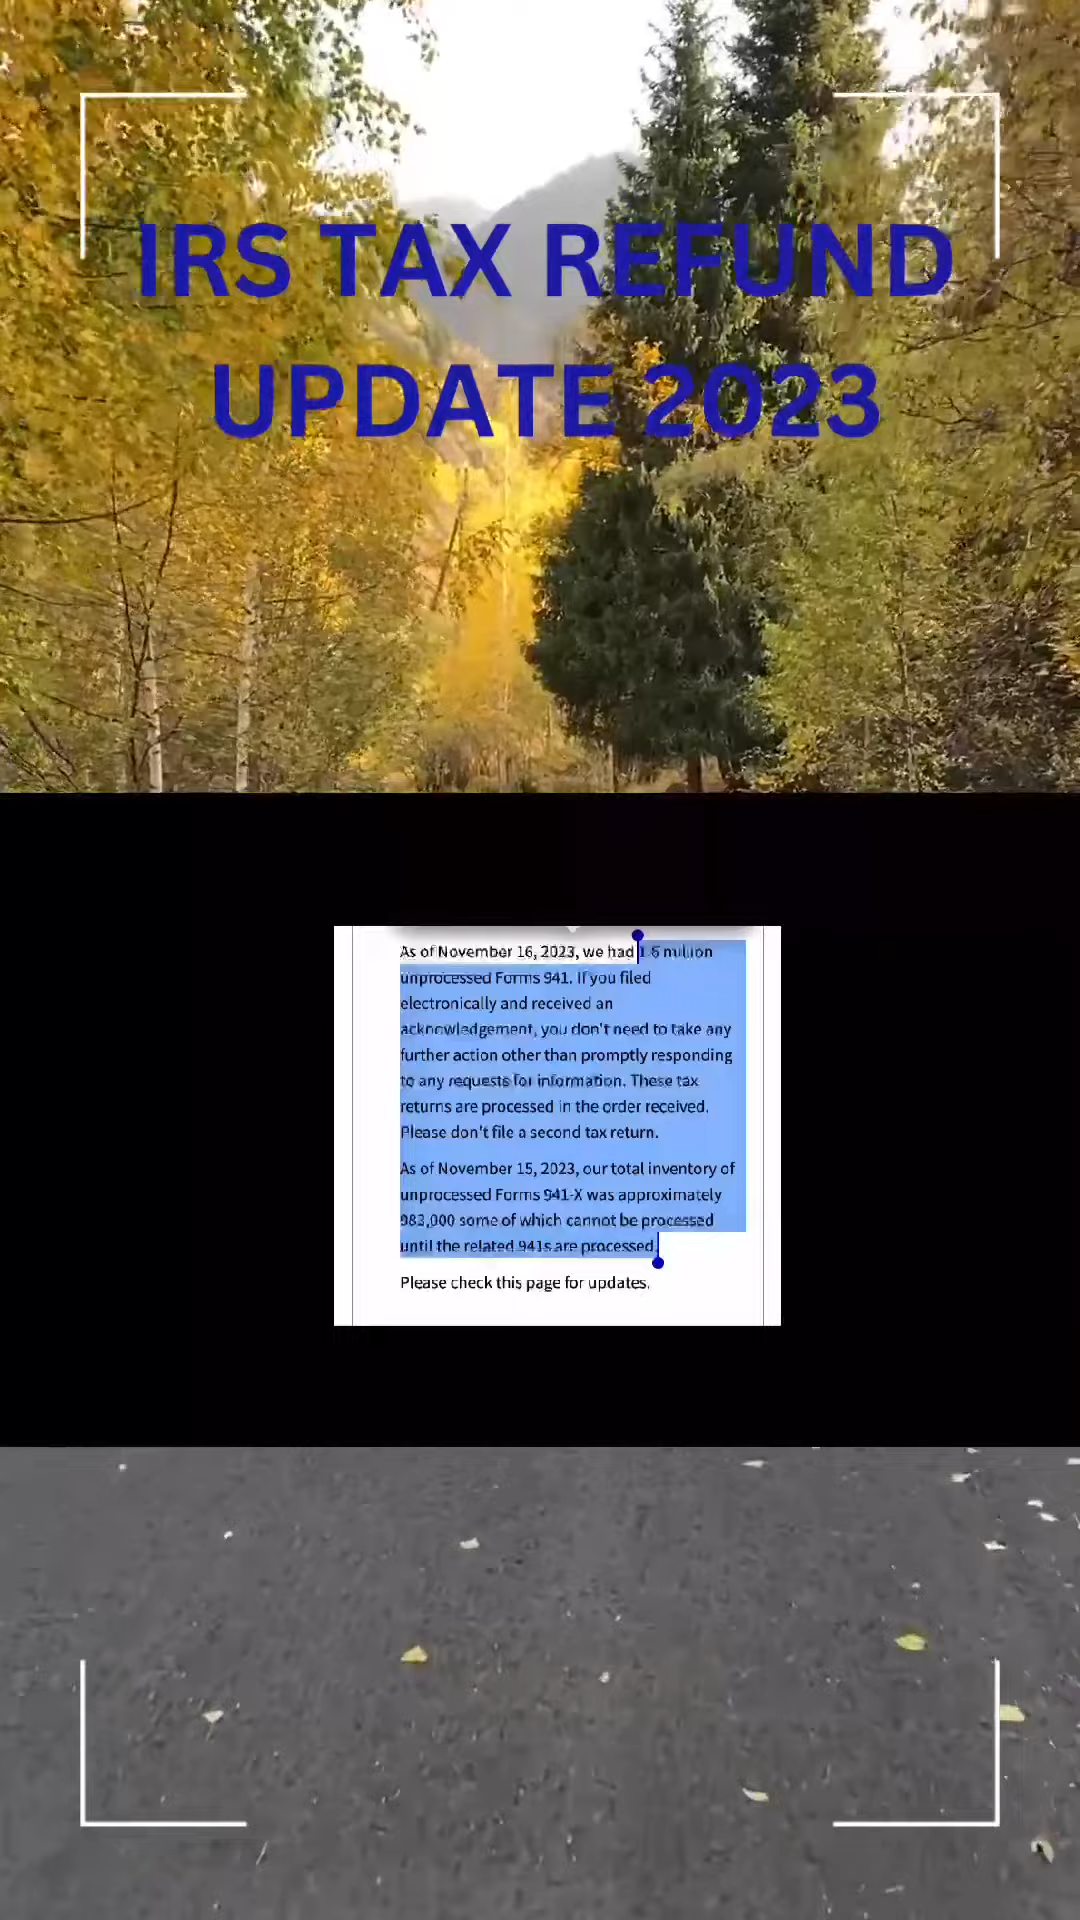 IRS TAX REFUND
UPDATE 2023
As of November 16, 2023, we had 1.6 million
unprocessed Forms 941. If you filed
electronically and received an
acknowledgement, you don't need to take any
further action other than promptly responding
to any requests for information. These tax
returns are processed in the order received.
Please don't file a second tax return.
As of November 15, 2023, our total inventory of
unprocessed Forms 941-X was approximately
983,000 some of which cannot be processed
until the related 941s are processed.
Please check this page for updates.